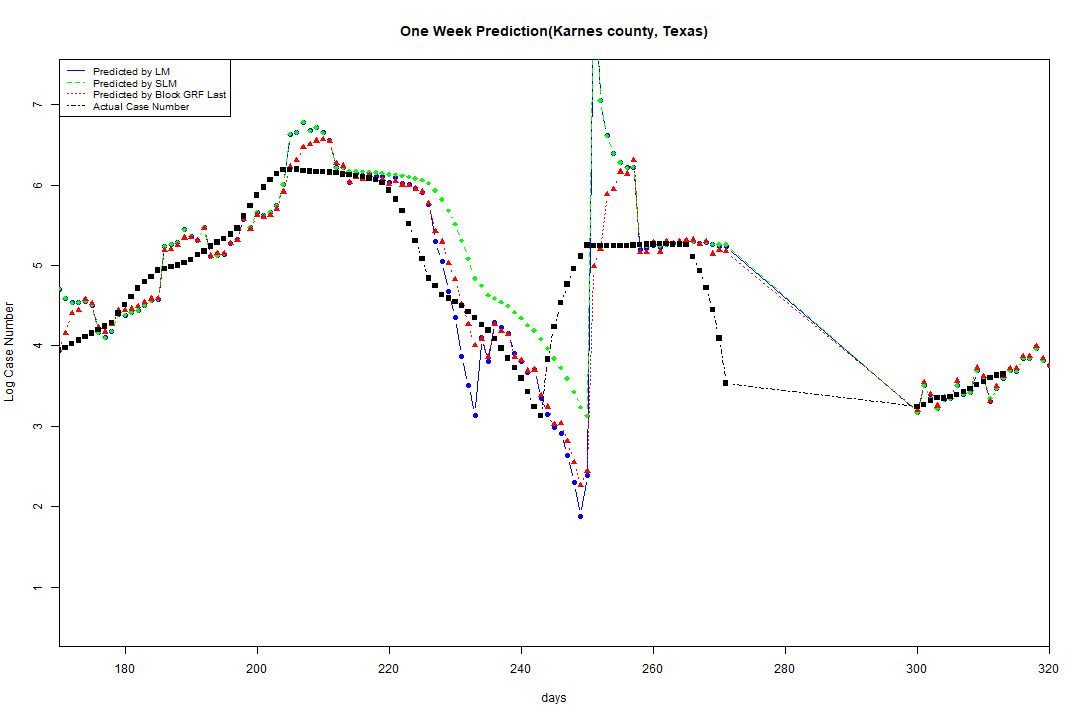 One Week Prediction(Karnes county, Texas)
Predicted by LM
Predicted by SLM
Predicted by Block GRF Last
Actual Case Number
Log Case Number
7
6
5
4
3
2
1
180 200 220 240 260 280 300 320
days